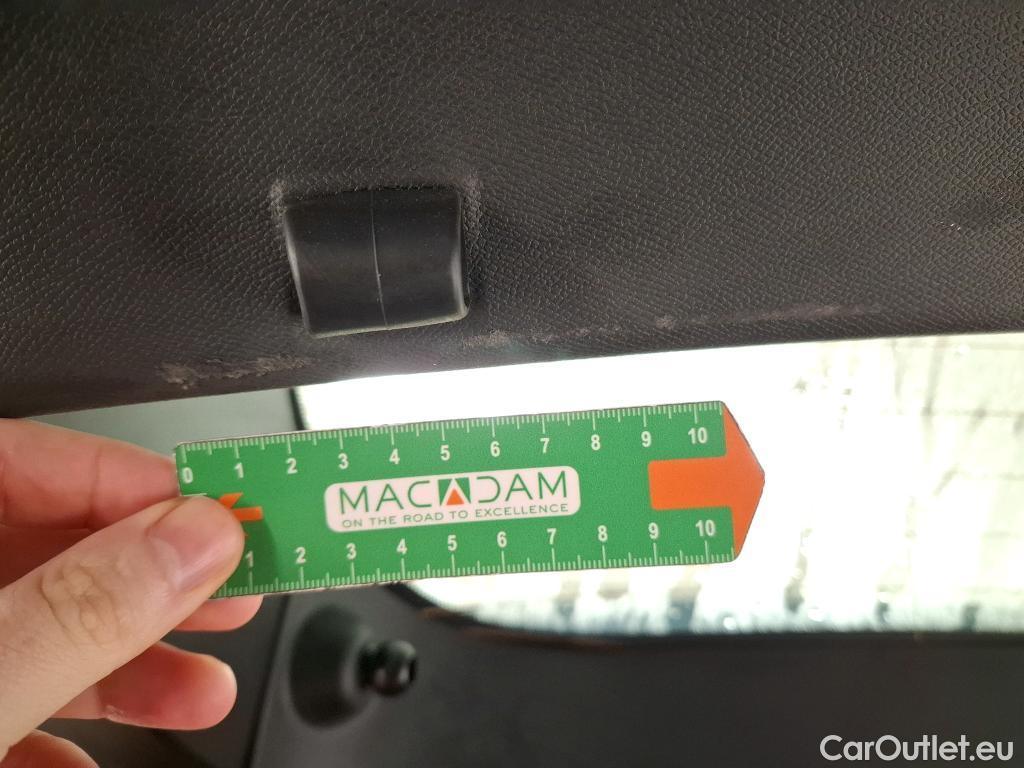 0 1 2 3 4 5 6 7 8 9 10
MACADAM
ON THE ROAD TO EXCELLENCE
1 2 3 4 5 6 7 8 9 10
CarOutlet.eu